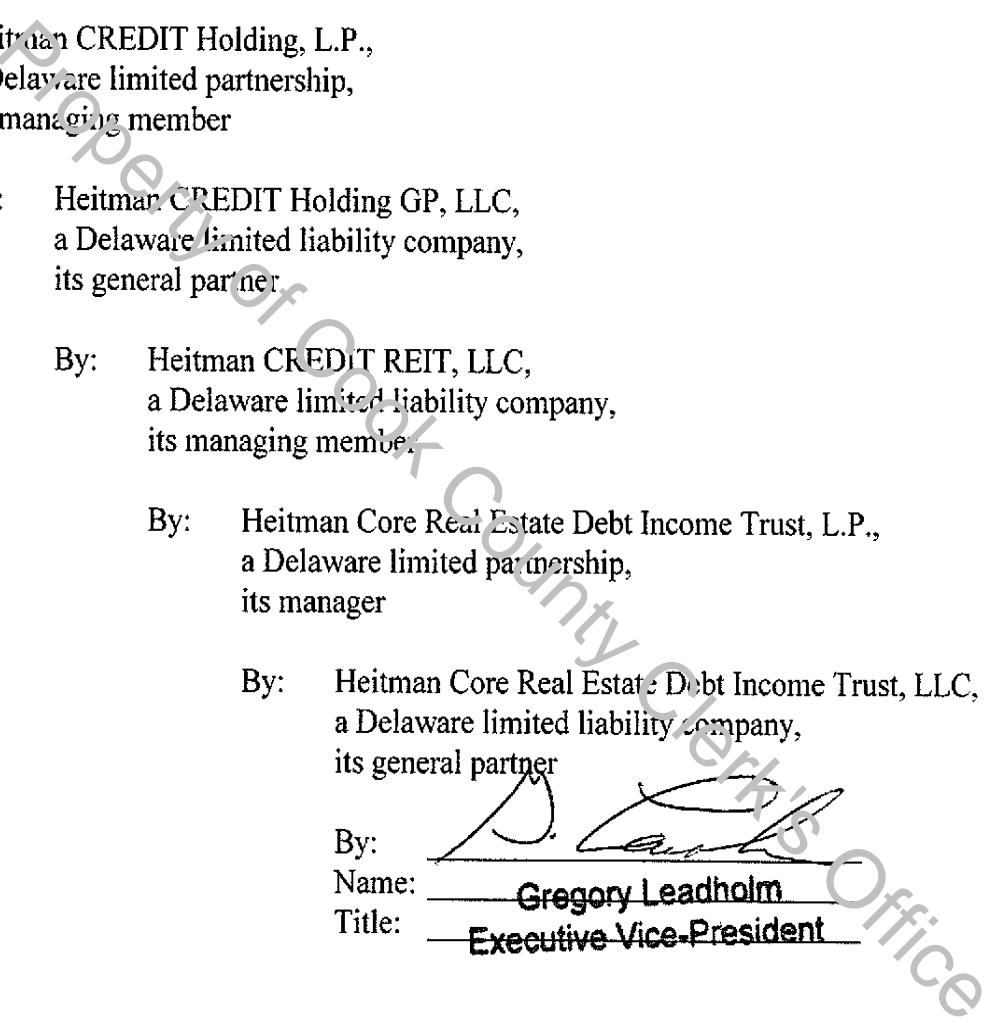 itman CREDIT Holding, L.P.,
Delaware limited partnership,
managing member
: Heitman CREDIT Holding GP, LLC,
a Delaware limited liability company,
its general partner
By: Heitman CREDIT REIT, LLC,
a Delaware limited liability company,
its managing member
By: Heitman Core Real Estate Debt Income Trust, L.P.,
a Delaware limited partnership,
its manager
By: Heitman Core Real Estate Debt Income Trust, LLC,
a Delaware limited liability company,
its general partner
By:
Name: Gregory Leadholm
Title: Executive Vice-President
Property of Cook County Clerk's Office